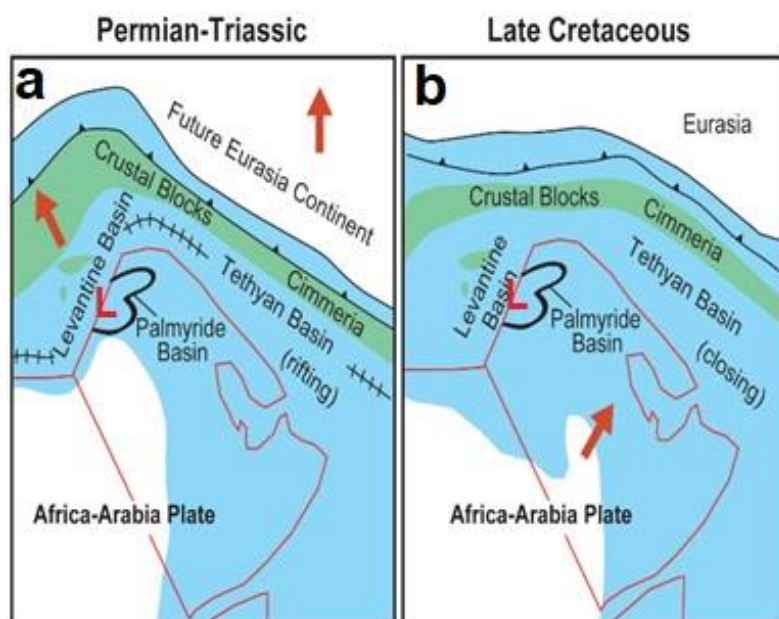 Permian-Triassic
Late Cretaceous
a
Future Eurasia Continent
Crustal Blocks
Cimmeria
Levantine Basin
Tethyan Basin
(rifting)
L
Palmyride
Basin
Africa-Arabia Plate
b
Eurasia
Crustal Blocks
Cimmeria
Levantine
Basin
Tethyan Basin
(closing)
L
Palmyride
Basin
Africa-Arabia Plate